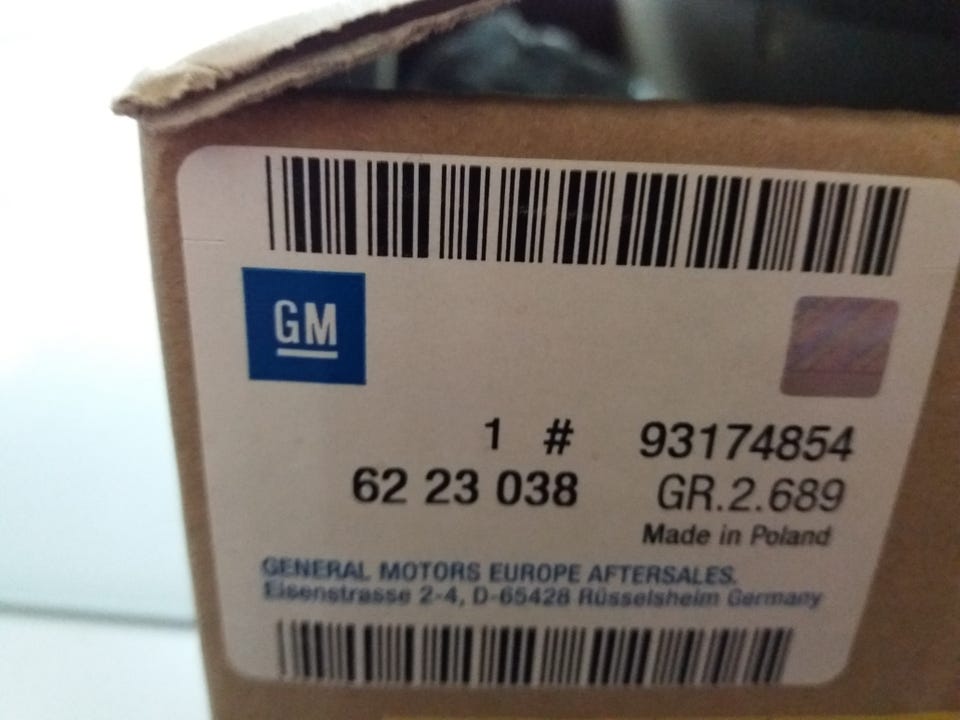 GM
1 # 93174854
62 23 038 GR.2.689
Made in Poland
GENERAL MOTORS EUROPE AFTERSALES.
Eisenstrasse 2-4, D-65428 Rüsselsheim Germany